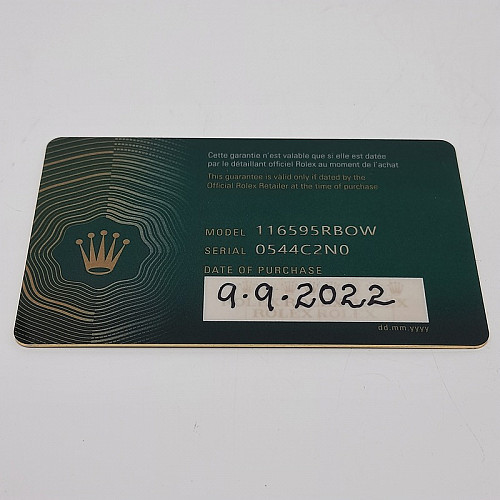 Cette garantie n'est valable que si elle est datée
par le détaillant officiel Rolex au moment de l'achat
This guarantee is valid only if dated by the
Official Rolex Retailer at the time of purchase
MODEL 116595RBOW
SERIAL 0544C2N0
DATE OF PURCHASE
9.9.2022
ROLEX ROLEX
dd.mm.yyyy